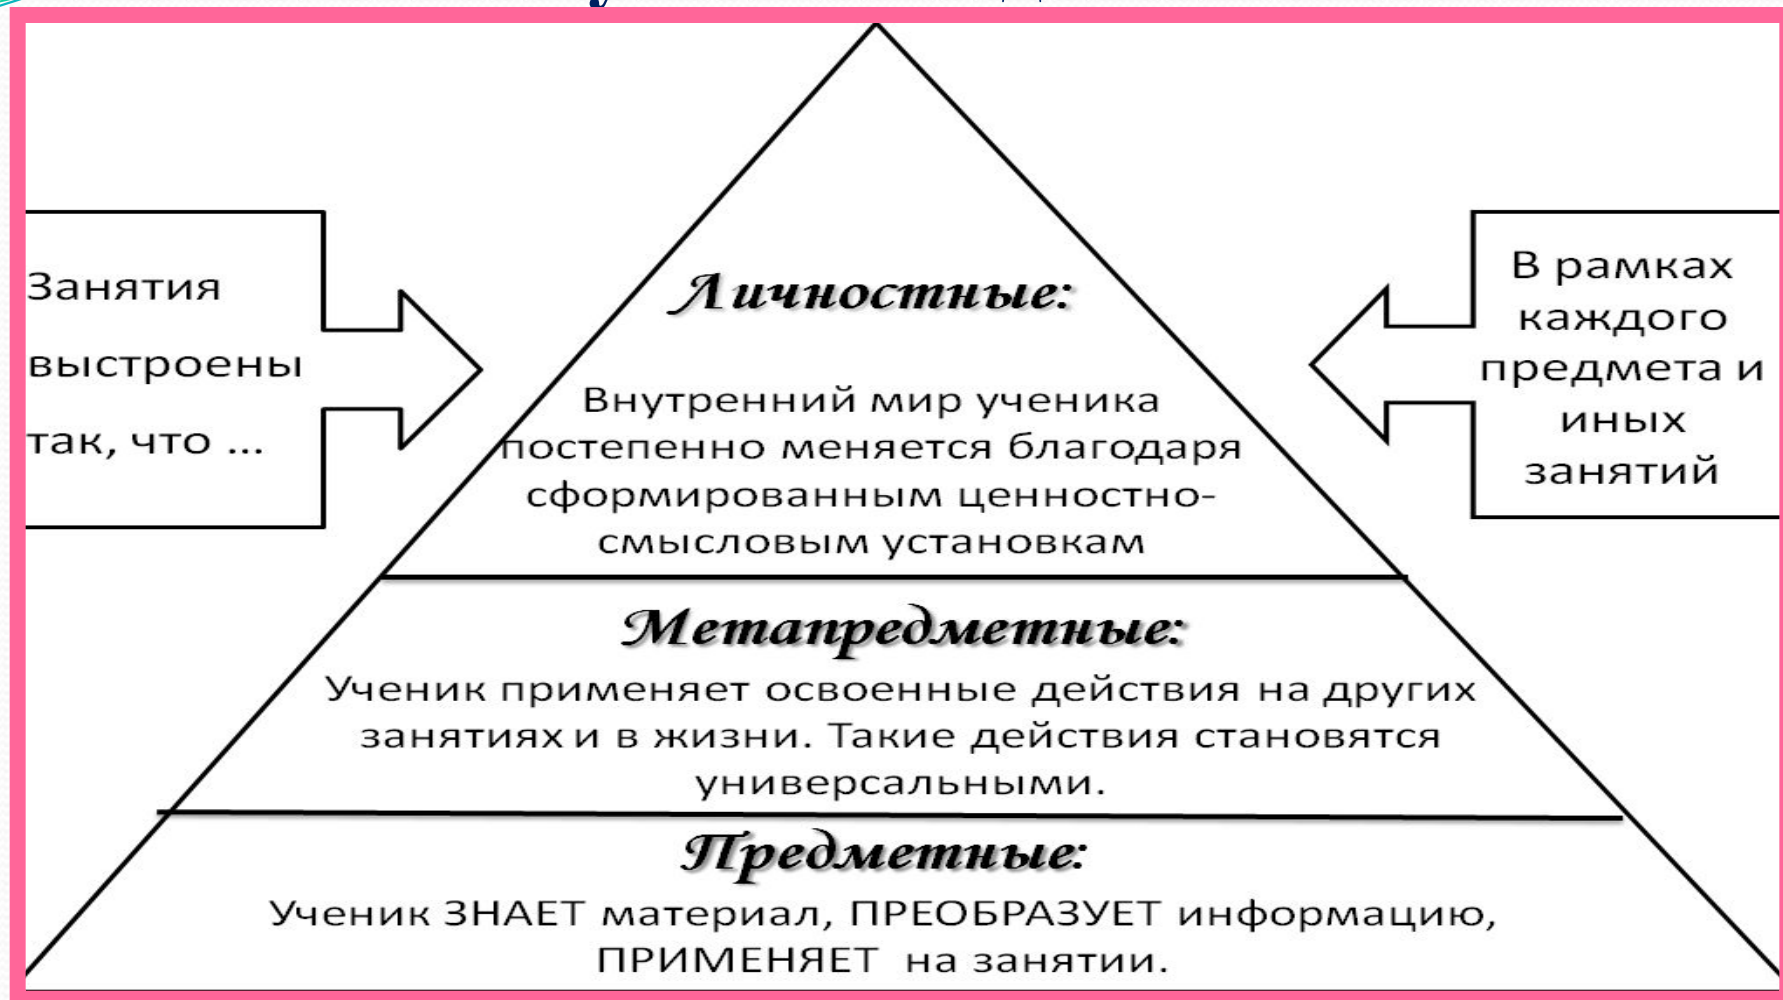 Занятия
выстроены
так, что ...
Личностные:
Внутренний мир ученика
постепенно меняется благодаря
сформированным ценностно-
смысловым установкам
В рамках
каждого
предмета и
иных
занятий
Метапредметные:
Ученик применяет освоенные действия на других
занятиях и в жизни. Такие действия становятся
универсальными.
Предметные:
Ученик ЗНАЕТ материал, ПРЕОБРАЗУЕТ информацию,
ПРИМЕНЯЕТ на занятии.